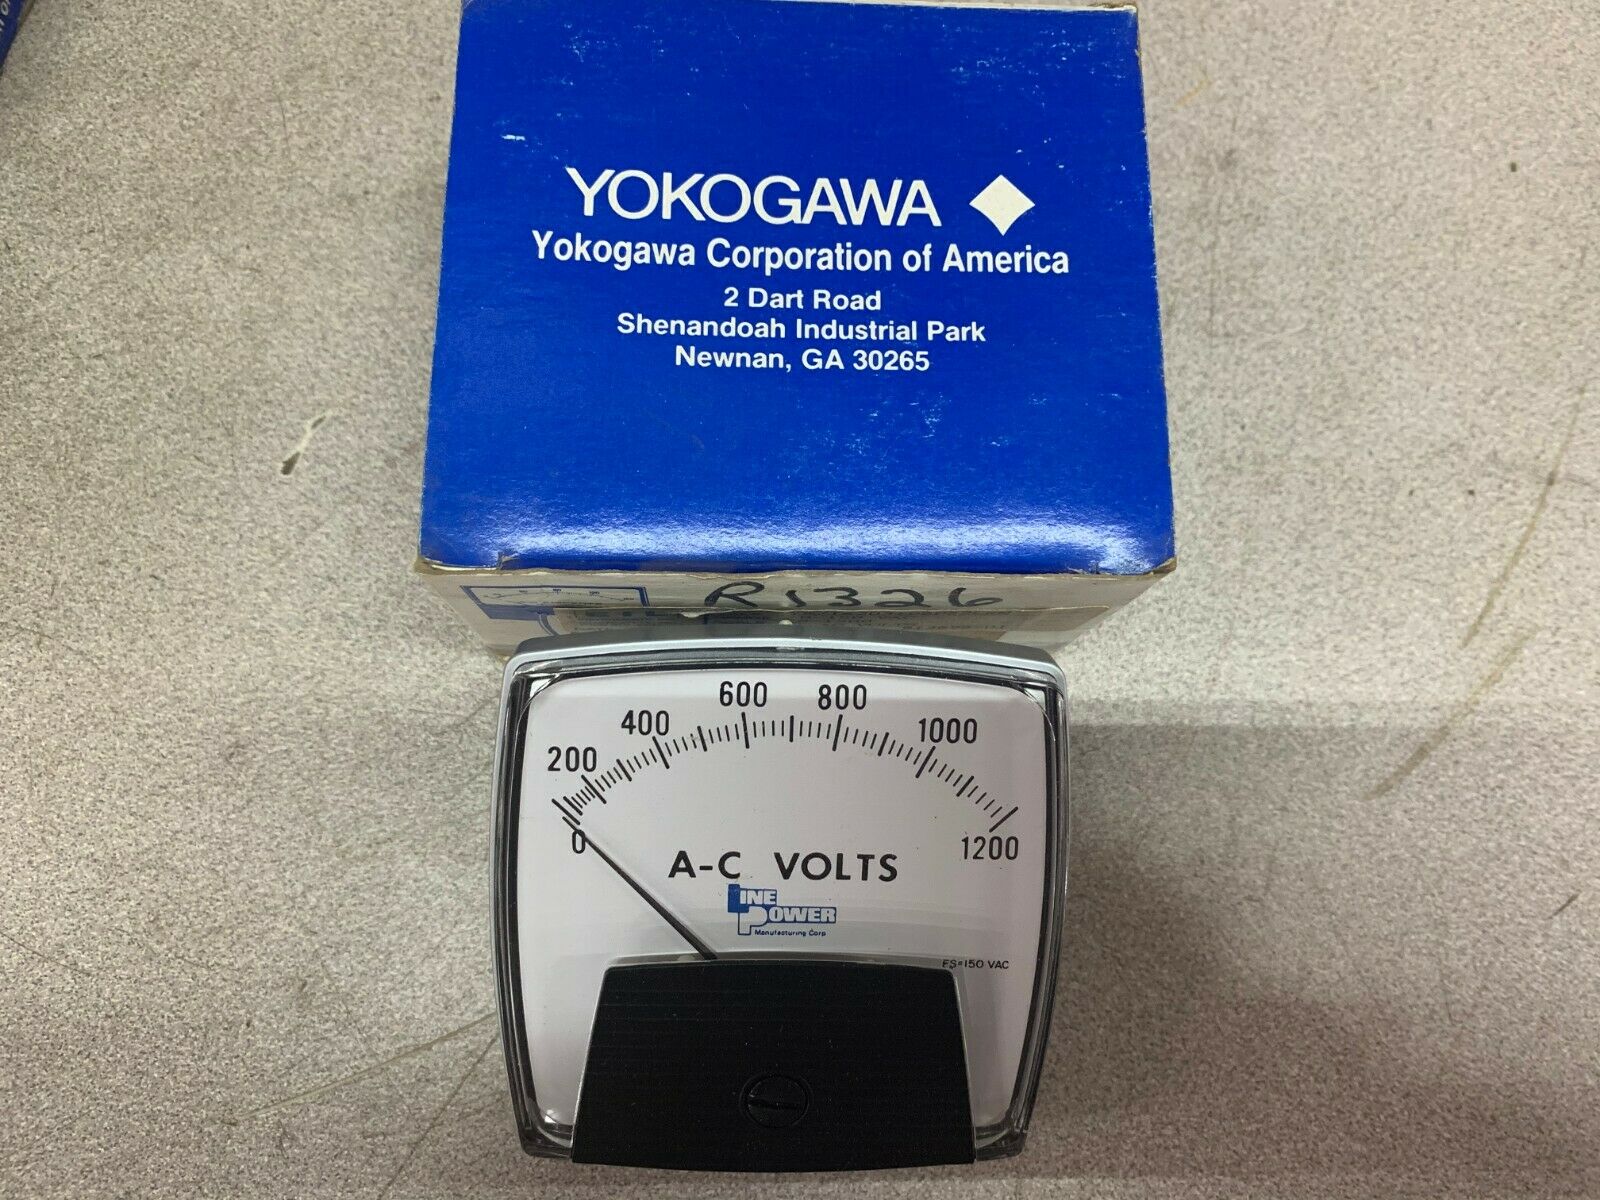 YOKOGAWA
Yokogawa Corporation of America
2 Dart Road
Shenandoah Industrial Park
Newnan, GA 30265
R1326
0 200 400 600 800 1000 1200
A-C VOLTS
LINE
POWER
Manufacturing Corp
FS=150 VAC